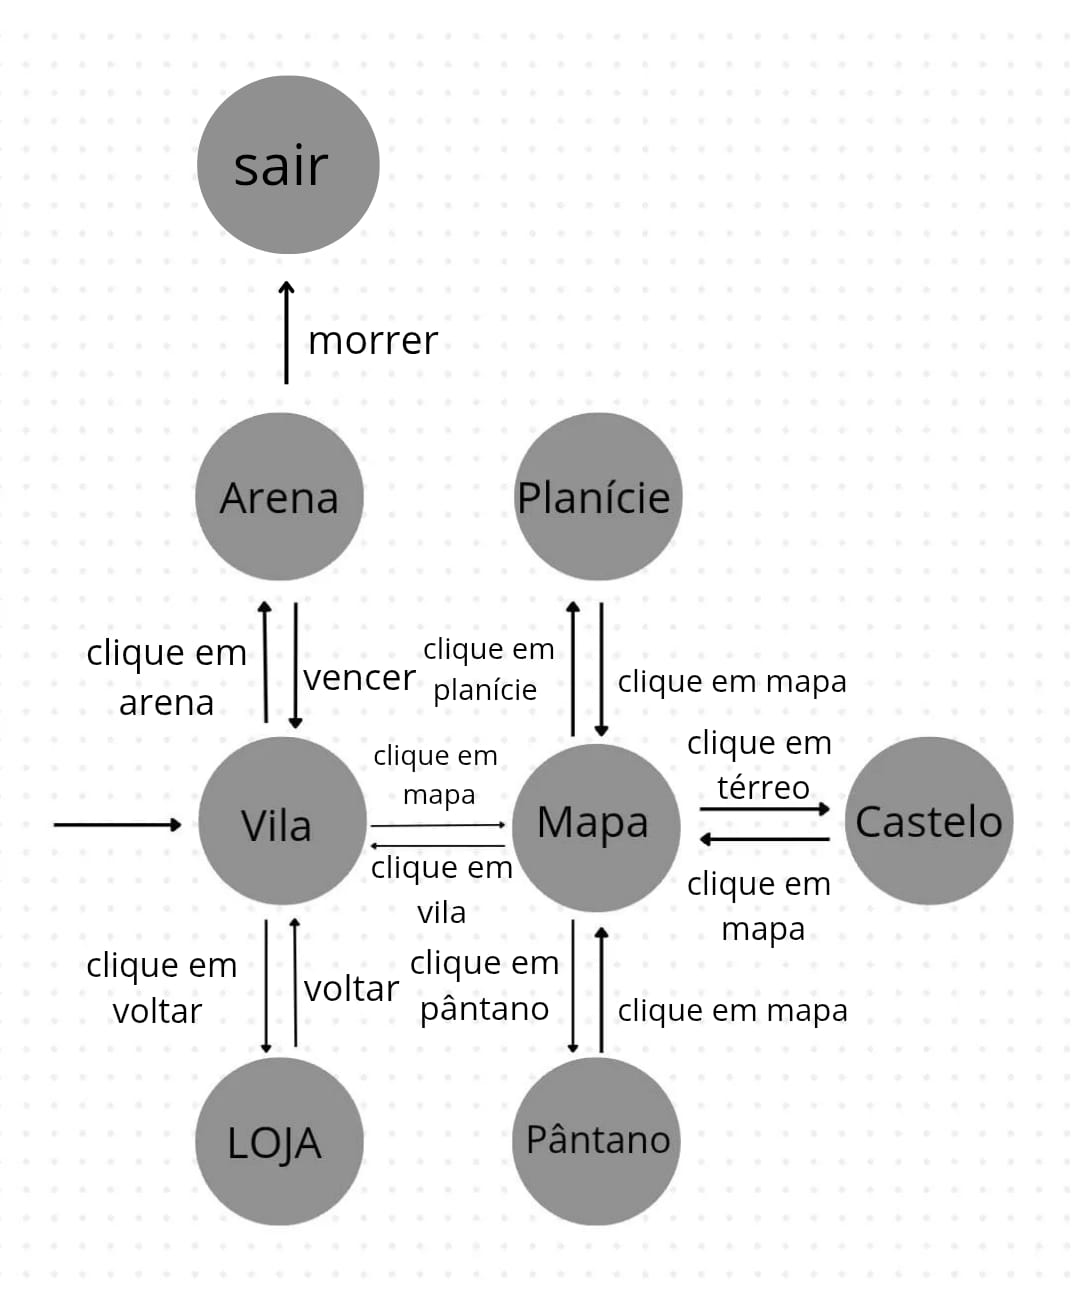 sair
morrer
Arena
Planície
clique em
arena
vencer
clique em
planície
clique em mapa
clique em
mapa
clique em
térreo
Vila
Mapa
Castelo
clique em
vila
clique em
mapa
clique em
voltar
voltar
clique em
pântano
clique em mapa
LOJA
Pântano